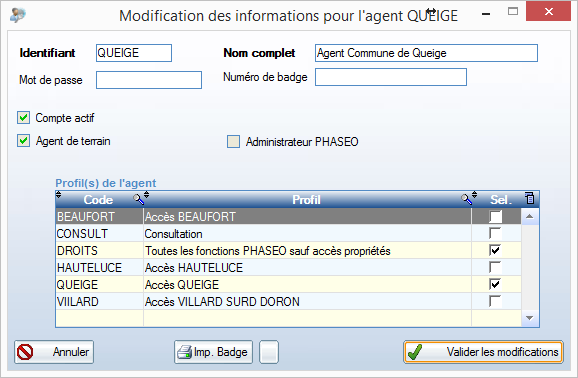 Modification des informations pour l'agent QUEIGE
Identifiant QUEIGE Nom complet Agent Commune de Queige
Mot de passe Numéro de badge
Compte actif
Agent de terrain Administrateur PHASEO
Profil(s) de l'agent
Code Profil Sel.
BEAUFORT Accès BEAUFORT
CONSULT Consultation
DROITS Toutes les fonctions PHASEO sauf accès propriétés
HAUTELUCE Accès HAUTELUCE
QUEIGE Accès QUEIGE
VIILARD Accès VILLARD SURD DORON
Annuler Imp. Badge Valider les modifications